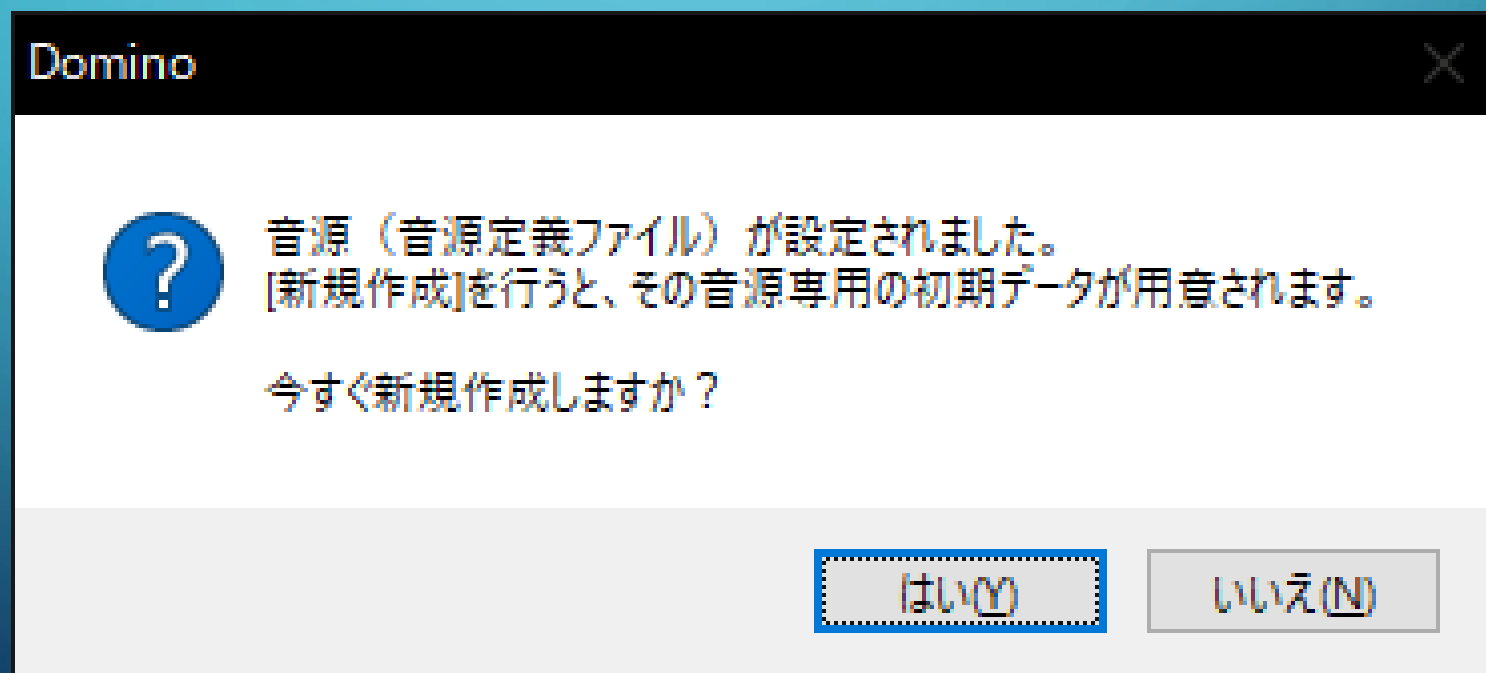 Domino
音源（音源定義ファイル）が設定されました。
[新規作成]を行うと、その音源専用の初期データが用意されます。
今すぐ新規作成しますか？
はい(Y)
いいえ(N)